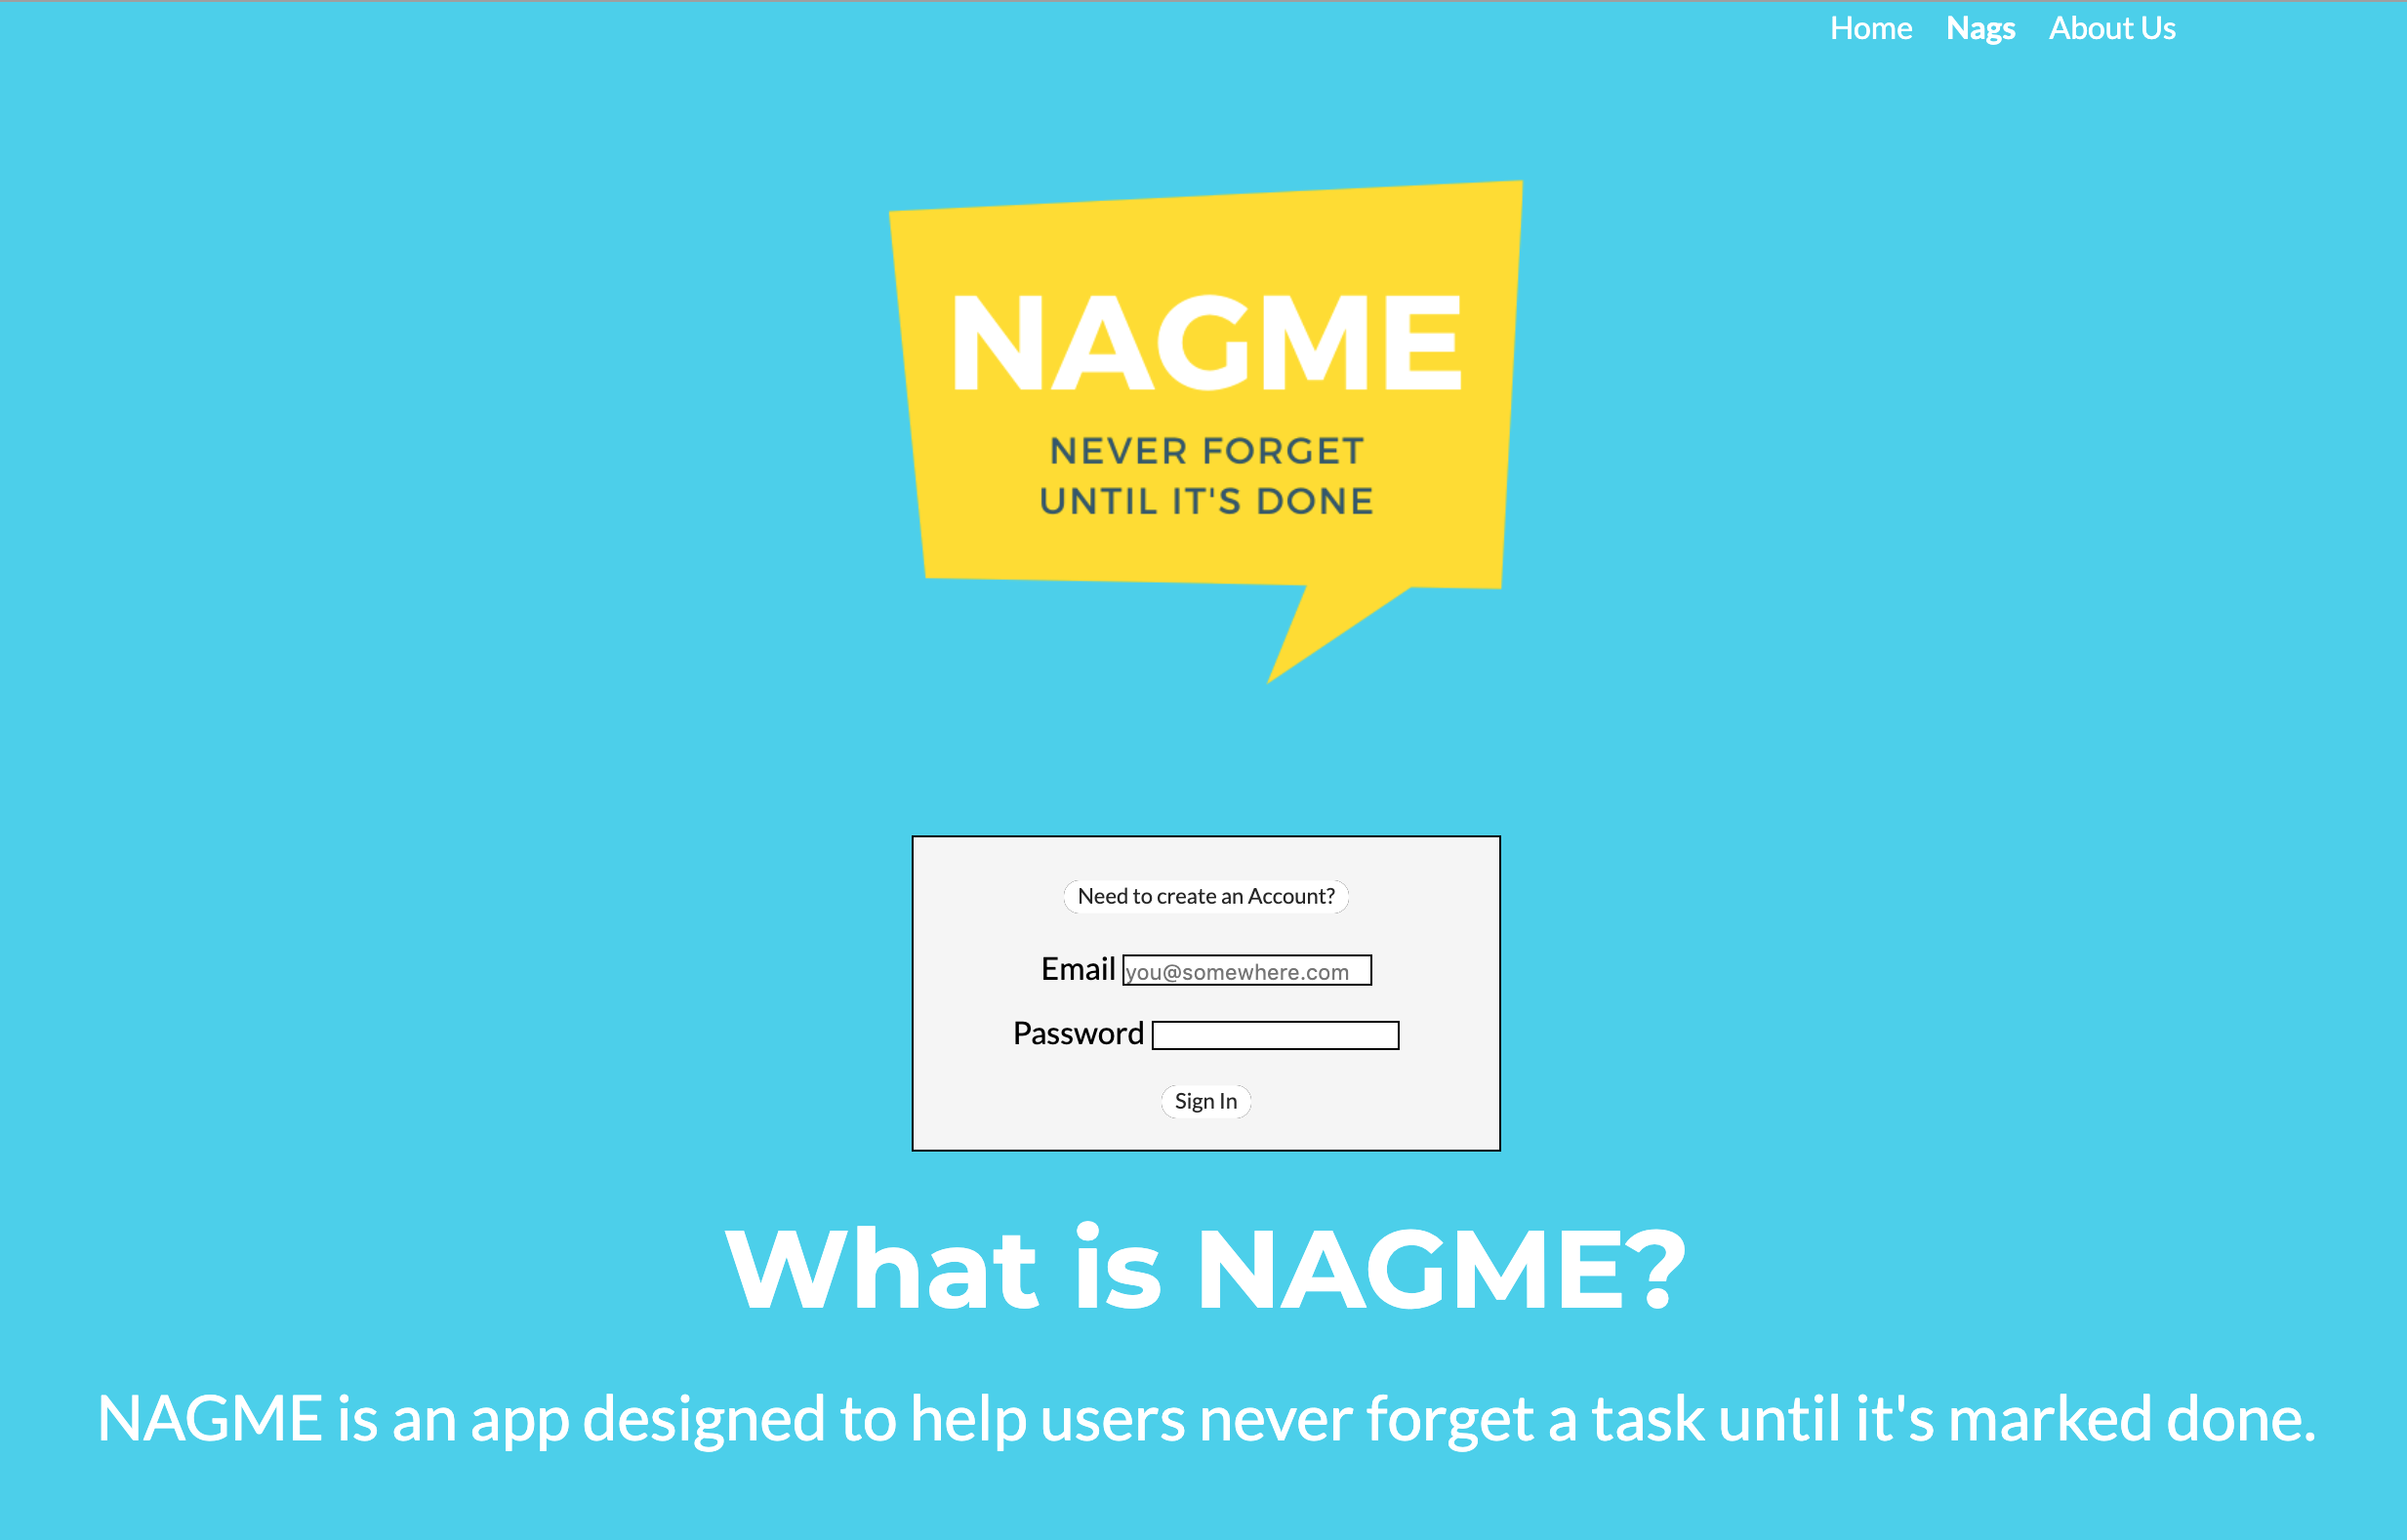 Home Nags About Us
NAGME
NEVER FORGET
UNTIL IT'S DONE
Need to create an Account?
Email you@somewhere.com
Password
Sign In
What is NAGME?
NAGME is an app designed to help users never forget a task until it's marked done.